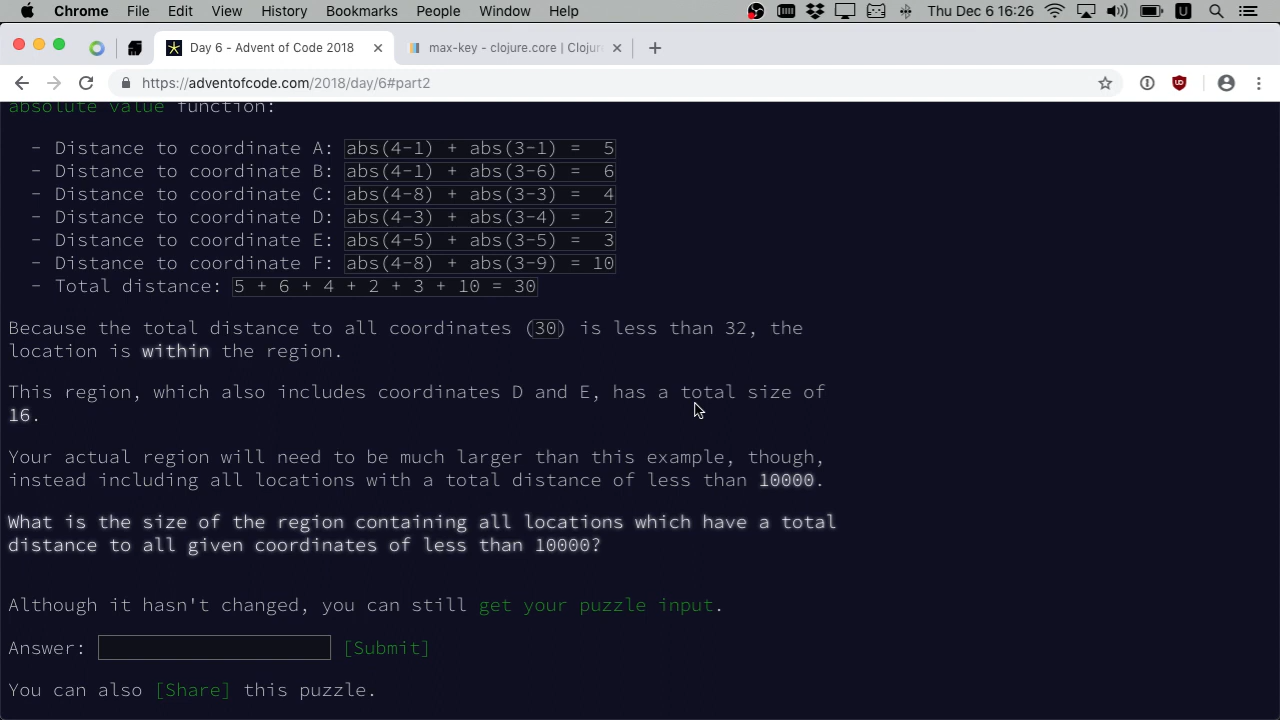 Chrome File Edit View History Bookmarks People Window Help Thu Dec 6 16:26 U
Day 6 - Advent of Code 2018 max-key - clojure.core | Clojure
https://adventofcode.com/2018/day/6#part2
absolute value function:
- Distance to coordinate A: abs(4-1) + abs(3-1) = 5
- Distance to coordinate B: abs(4-1) + abs(3-6) = 6
- Distance to coordinate C: abs(4-8) + abs(3-3) = 4
- Distance to coordinate D: abs(4-3) + abs(3-4) = 2
- Distance to coordinate E: abs(4-5) + abs(3-5) = 3
- Distance to coordinate F: abs(4-8) + abs(3-9) = 10
- Total distance: 5 + 6 + 4 + 2 + 3 + 10 = 30
Because the total distance to all coordinates (30) is less than 32, the
location is within the region.
This region, which also includes coordinates D and E, has a total size of
16.
Your actual region will need to be much larger than this example, though,
instead including all locations with a total distance of less than 10000.
What is the size of the region containing all locations which have a total
distance to all given coordinates of less than 10000?
Although it hasn't changed, you can still get your puzzle input.
Answer: [Submit]
You can also [Share] this puzzle.